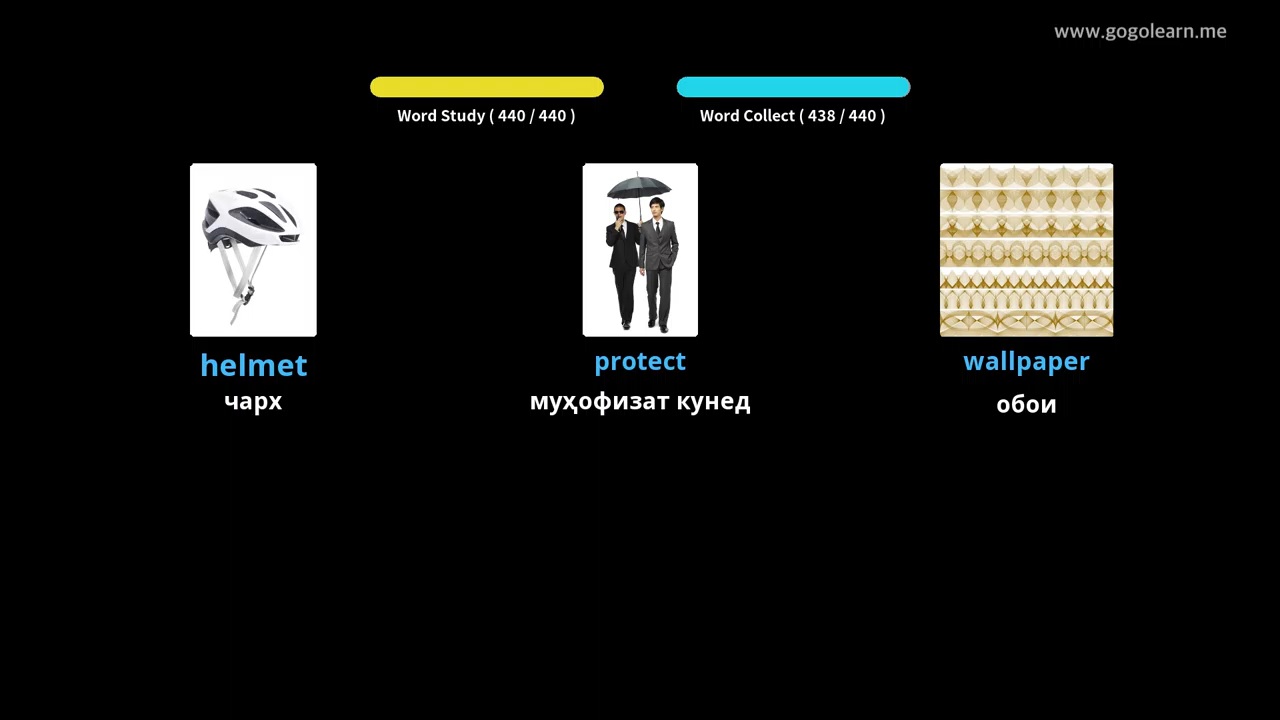 www.gogolearn.me
Word Study ( 440 / 440 )
Word Collect ( 438 / 440 )
helmet
protect
wallpaper
чарх
муҳофизат кунед
обои